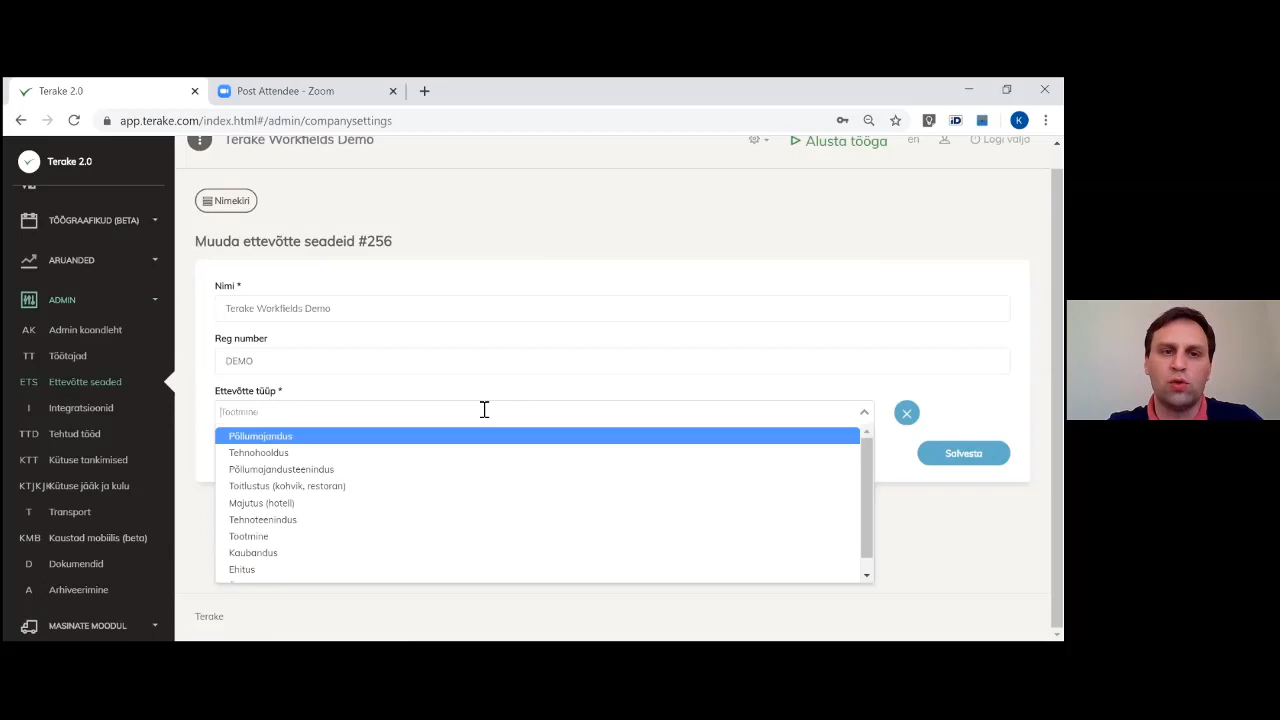 Terake 2.0
Post Attendee - Zoom
app.terake.com/index.html#/admin/companysettings
K
Terake 2.0
Terake Workfields Demo
Alusta tööga
en
Logi välja
TÖÖGRAAFIKUD (BETA)
ARUANDED
ADMIN
AK Admin koondleht
TT Töötajad
ETS Ettevõtte seaded
I Integratsioonid
TTD Tehtud tööd
KTT Kütuse tankimised
KTJKJK Kütuse jääk ja kulu
T Transport
KMB Kaustad mobiilis (beta)
D Dokumendid
A Arhiveerimine
MASINATE MOODUL
Nimekiri
Muuda ettevõtte seadeid #256
Nimi *
Terake Workfields Demo
Reg number
DEMO
Ettevõtte tüüp *
Tootmine
Põllumajandus
Tehnohooldus
Põllumajandusteenindus
Toitlustus (kohvik, restoran)
Majutus (hotell)
Tehnoteenindus
Tootmine
Kaubandus
Ehitus
Salvesta
Terake